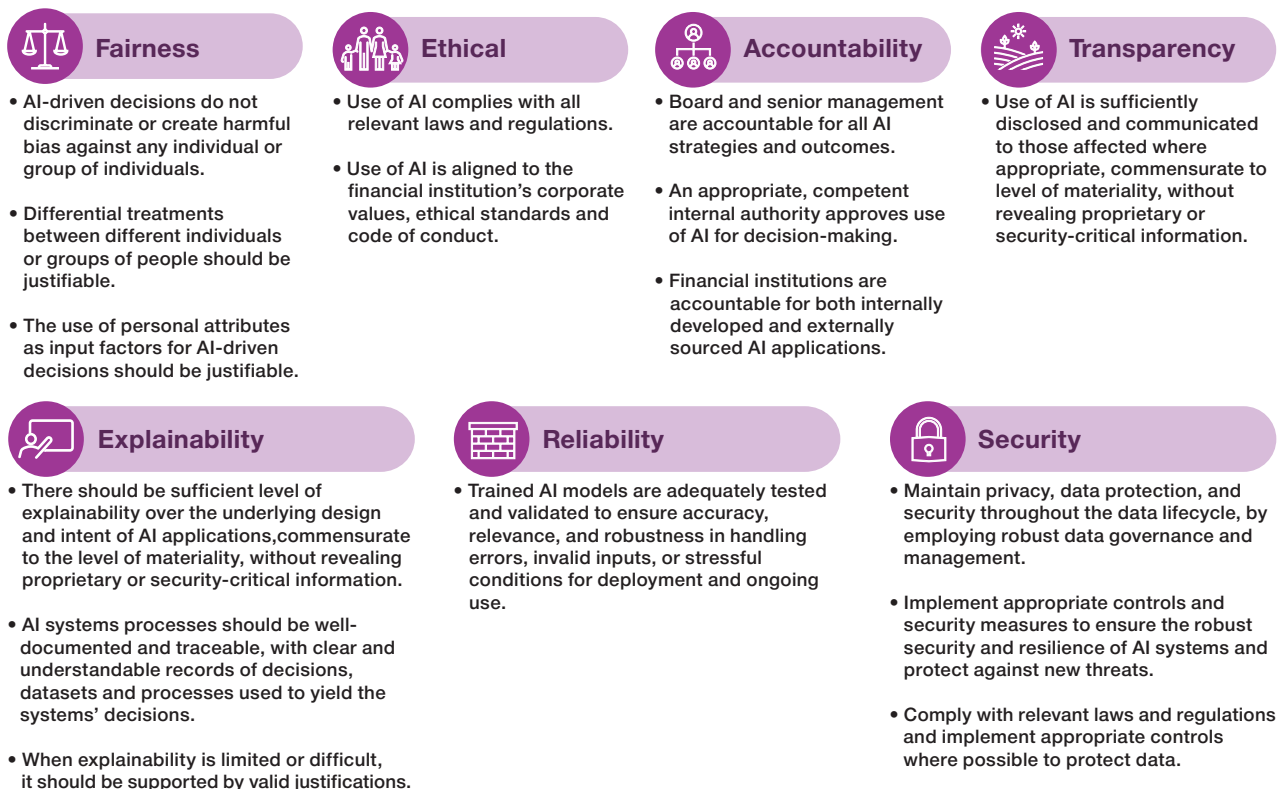 Fairness
• AI-driven decisions do not
discriminate or create harmful
bias against any individual or
group of individuals.
• Differential treatments
between different individuals
or groups of people should be
justifiable.
• The use of personal attributes
as input factors for AI-driven
decisions should be justifiable.
Ethical
• Use of AI complies with all
relevant laws and regulations.
• Use of AI is aligned to the
financial institution's corporate
values, ethical standards and
code of conduct.
Accountability
• Board and senior management
are accountable for all AI
strategies and outcomes.
• An appropriate, competent
internal authority approves use
of AI for decision-making.
• Financial institutions are
accountable for both internally
developed and externally
sourced AI applications.
Transparency
• Use of AI is sufficiently
disclosed and communicated
to those affected where
appropriate, commensurate to
level of materiality, without
revealing proprietary or
security-critical information.
Explainability
• There should be sufficient level of
explainability over the underlying design
and intent of AI applications,commensurate
to the level of materiality, without revealing
proprietary or security-critical information.
• AI systems processes should be well-
documented and traceable, with clear and
understandable records of decisions,
datasets and processes used to yield the
systems' decisions.
• When explainability is limited or difficult,
it should be supported by valid justifications.
Reliability
• Trained AI models are adequately tested
and validated to ensure accuracy,
relevance, and robustness in handling
errors, invalid inputs, or stressful
conditions for deployment and ongoing
use.
Security
• Maintain privacy, data protection, and
security throughout the data lifecycle, by
employing robust data governance and
management.
• Implement appropriate controls and
security measures to ensure the robust
security and resilience of AI systems and
protect against new threats.
• Comply with relevant laws and regulations
and implement appropriate controls
where possible to protect data.